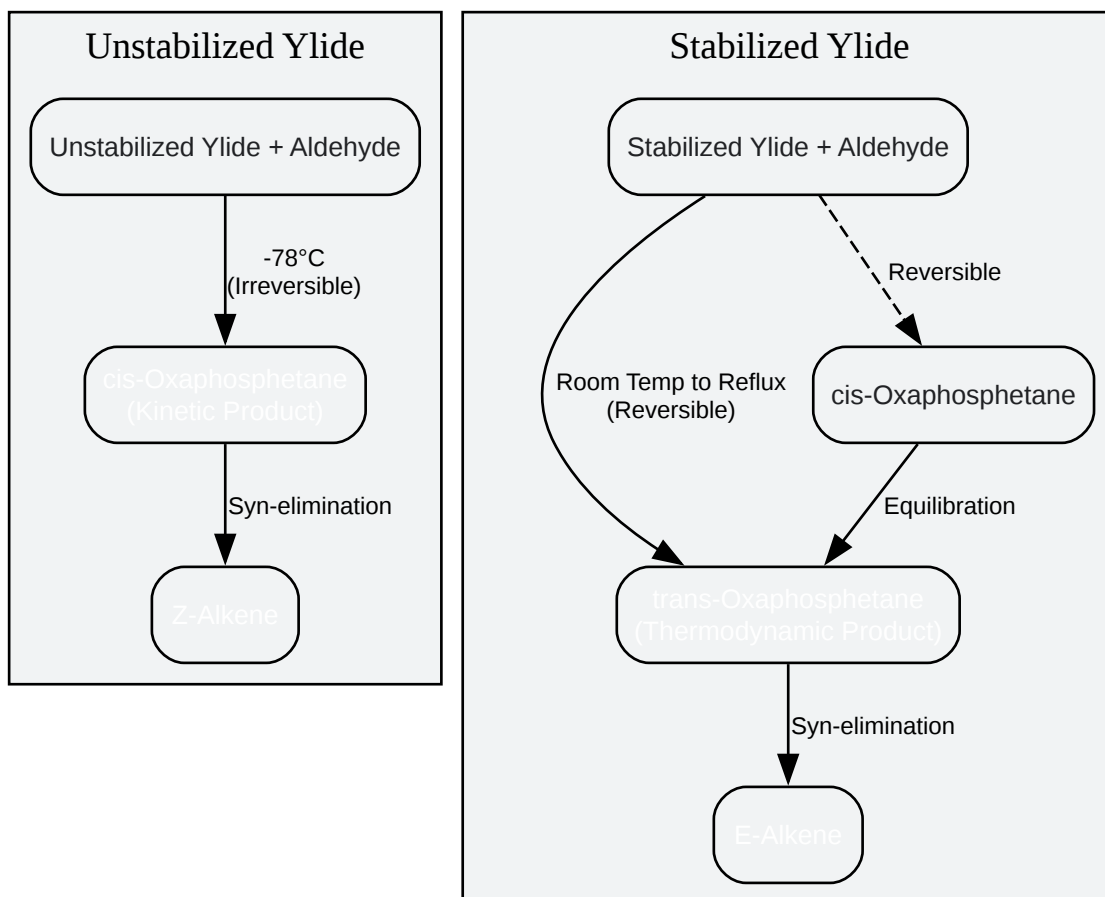 Unstabilized Ylide
Unstabilized Ylide + Aldehyde
-78°C
(Irreversible)
cis-Oxaphosphetane
(Kinetic Product)
Syn-elimination
Z-Alkene
Stabilized Ylide
Stabilized Ylide + Aldehyde
Reversible
Room Temp to Reflux
(Reversible)
cis-Oxaphosphetane
Equilibration
trans-Oxaphosphetane
(Thermodynamic Product)
Syn-elimination
E-Alkene